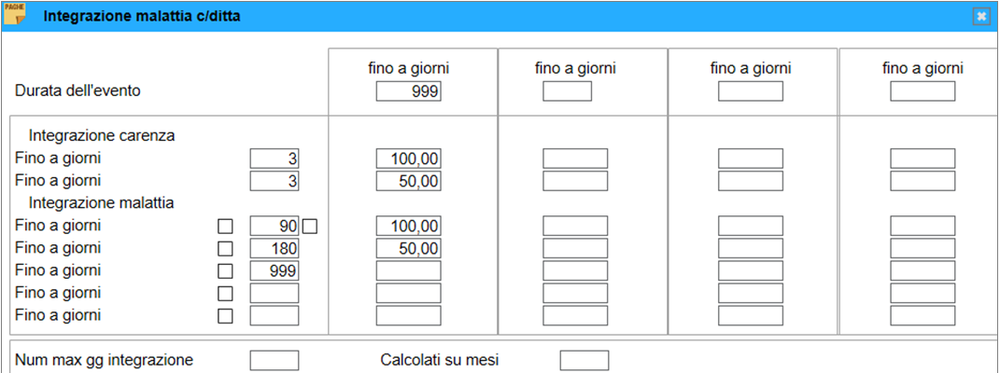 PAGHE Integrazione malattia c/ditta
fino a giorni fino a giorni fino a giorni fino a giorni
Durata dell'evento 999
Integrazione carenza
Fino a giorni 3 100,00
Fino a giorni 3 50,00
Integrazione malattia
Fino a giorni 90 100,00
Fino a giorni 180 50,00
Fino a giorni 999
Fino a giorni
Fino a giorni
Num max gg integrazione Calcolati su mesi